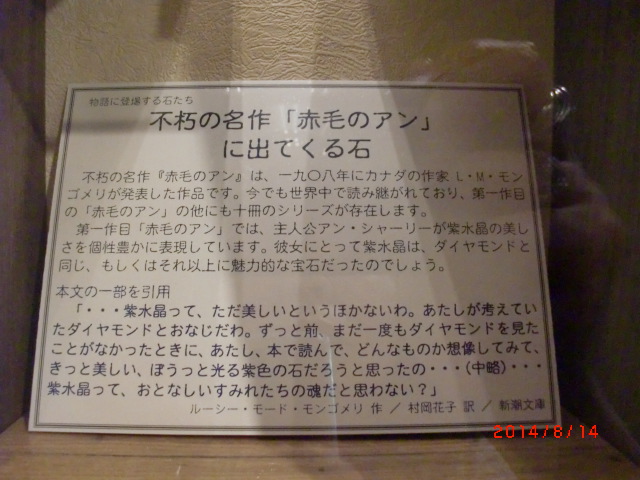 物語に登場する石たち
不朽の名作「赤毛のアン」
に出てくる石
不朽の名作『赤毛のアン』は、一九〇八年にカナダの作家 L・M・モン
ゴメリが発表した作品です。今でも世界中で読み継がれており、第一作目
の「赤毛のアン」の他にも十冊のシリーズが存在します。
第一作目「赤毛のアン」では、主人公アン・シャーリーが紫水晶の美し
さを個性豊かに表現しています。彼女にとって紫水晶は、ダイヤモンドと
同じ、もしくはそれ以上に魅力的な宝石だったのでしょう。
本文の一部を引用
「・・・紫水晶って、ただ美しいというほかないわ。あたしが考えてい
たダイヤモンドとおなじだわ。ずっと前、まだ一度もダイヤモンドを見た
ことがなかったときに、あたし、本で読んで、どんなものか想像してみて、
きっと美しい、ぼうっと光る紫色の石だろうと思ったの・・・(中略)・・・
紫水晶って、おとなしいすみれたちの魂だと思わない？」
ルーシー・モード・モンゴメリ 作 ／ 村岡花子 訳 ／ 新潮文庫
2014/8/14